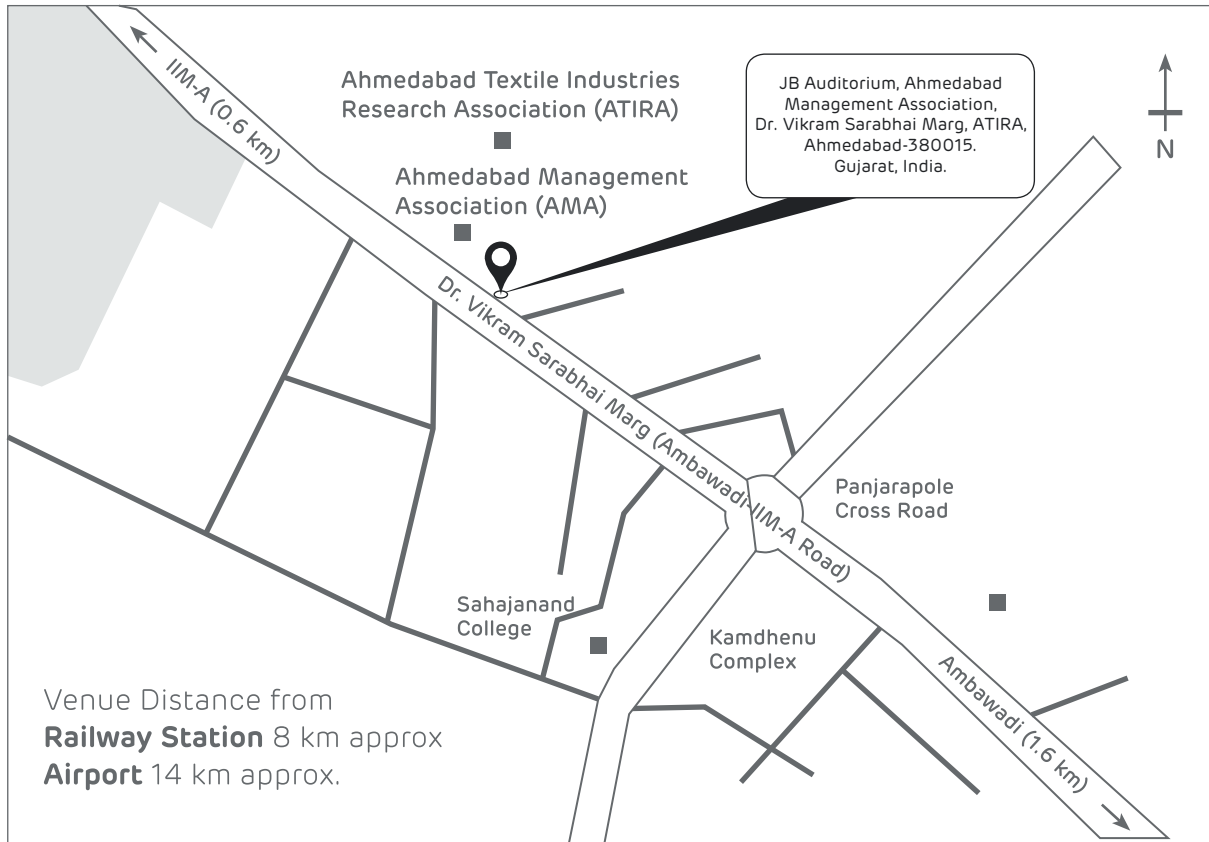 IIM-A (0.6 km)
Ahmedabad Textile Industries
Research Association (ATIRA)
Ahmedabad Management
Association (AMA)
JB Auditorium, Ahmedabad
Management Association,
Dr. Vikram Sarabhai Marg, ATIRA,
Ahmedabad-380015.
Gujarat, India.
N
Dr. Vikram Sarabhai Marg (Ambawadi-IIM-A Road)
Panjarapole
Cross Road
Sahajanand
College
Kamdhenu
Complex
Ambawadi (1.6 km)
Venue Distance from
Railway Station 8 km approx
Airport 14 km approx.